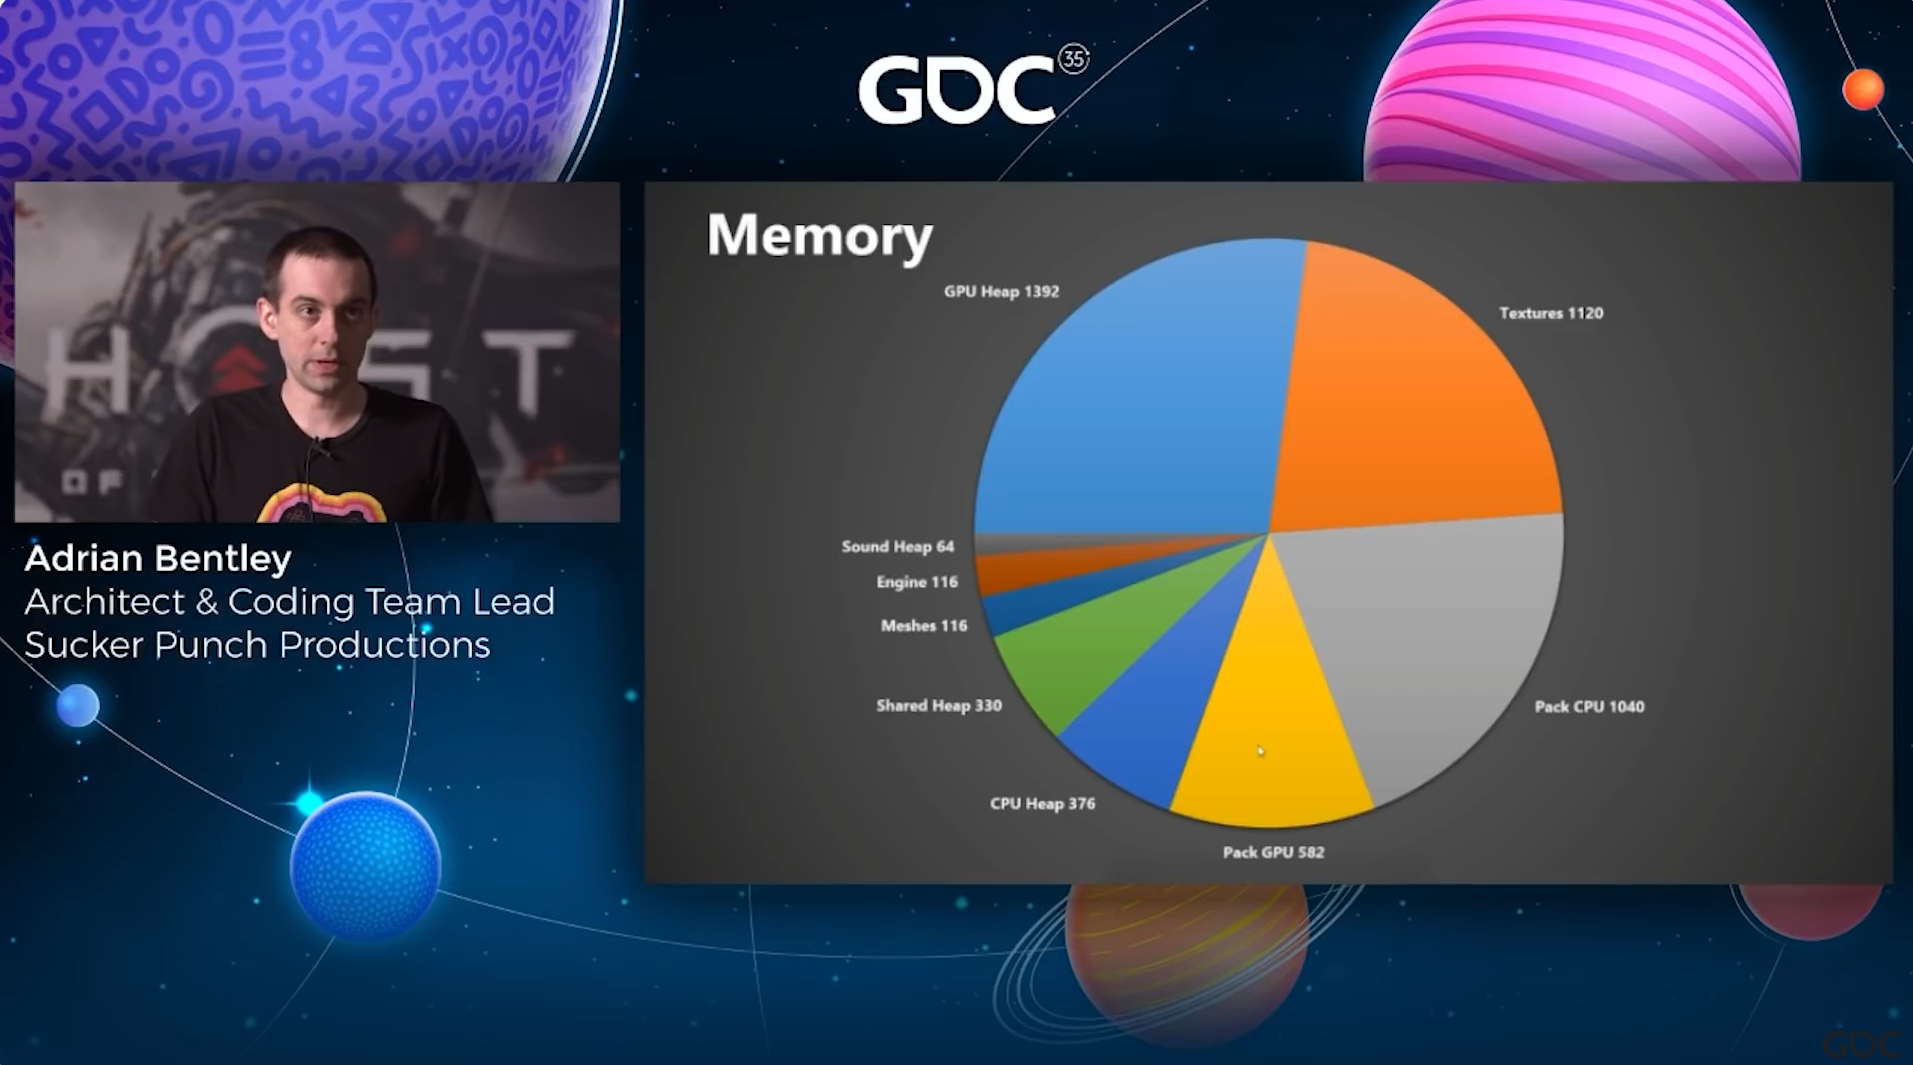 GDC 35
H O S T
OF
Adrian Bentley
Architect & Coding Team Lead
Sucker Punch Productions
Memory
GPU Heap 1392
Textures 1120
Sound Heap 64
Engine 116
Meshes 116
Shared Heap 330
Pack CPU 1040
CPU Heap 376
Pack GPU 582
GDC